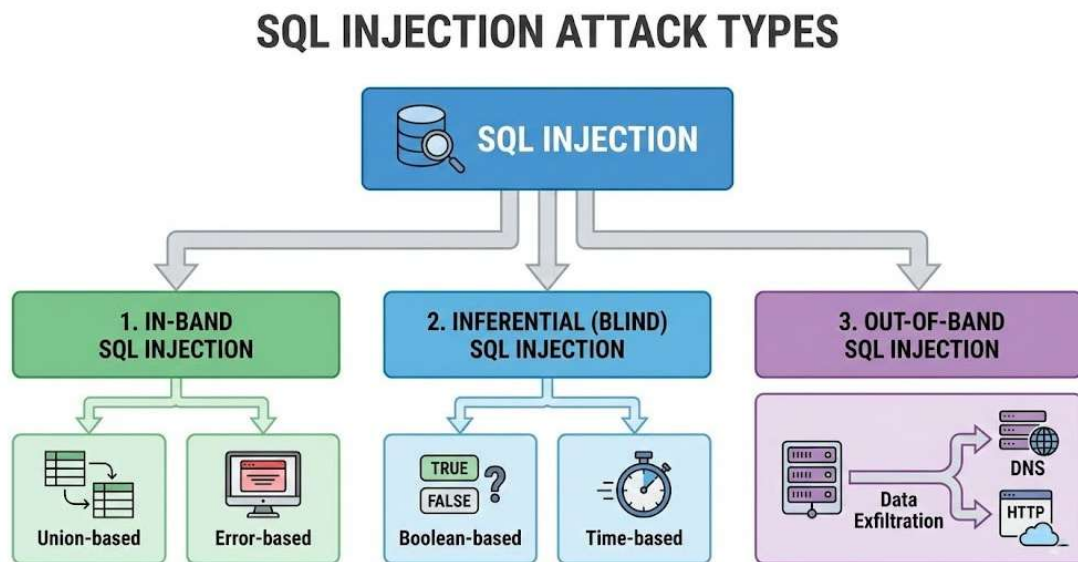 SQL INJECTION ATTACK TYPES
SQL INJECTION
1. IN-BAND
SQL INJECTION
2. INFERENTIAL (BLIND)
SQL INJECTION
3. OUT-OF-BAND
SQL INJECTION
Union-based
Error-based
TRUE
FALSE
?
Boolean-based
Time-based
Data
Exfiltration
DNS
HTTP